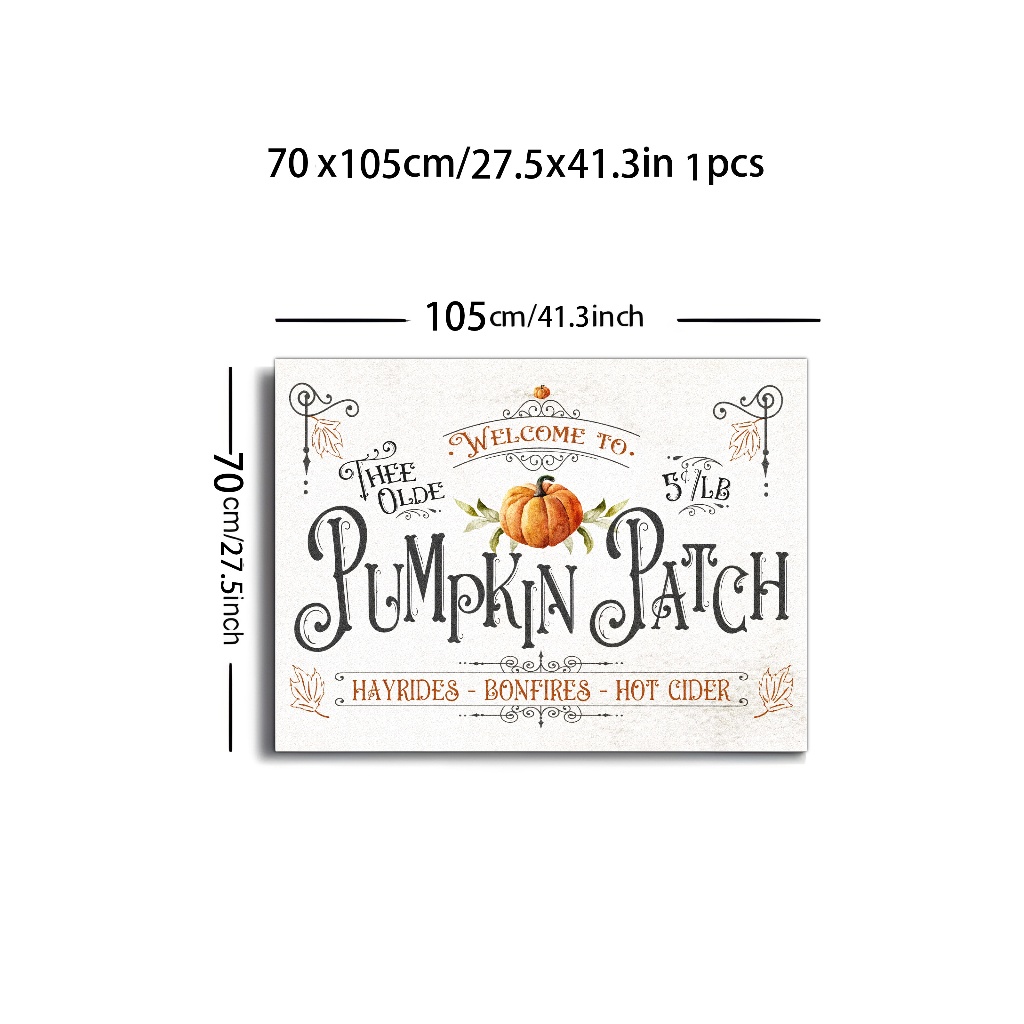 70 x105cm/27.5x41.3in 1pcs
105cm/41.3inch
70cm/27.5inch
·WELCOME TO·
THEE
OLDE
5¢/LB
PUMPKIN PATCH
HAYRIDES - BONFIRES - HOT CIDER